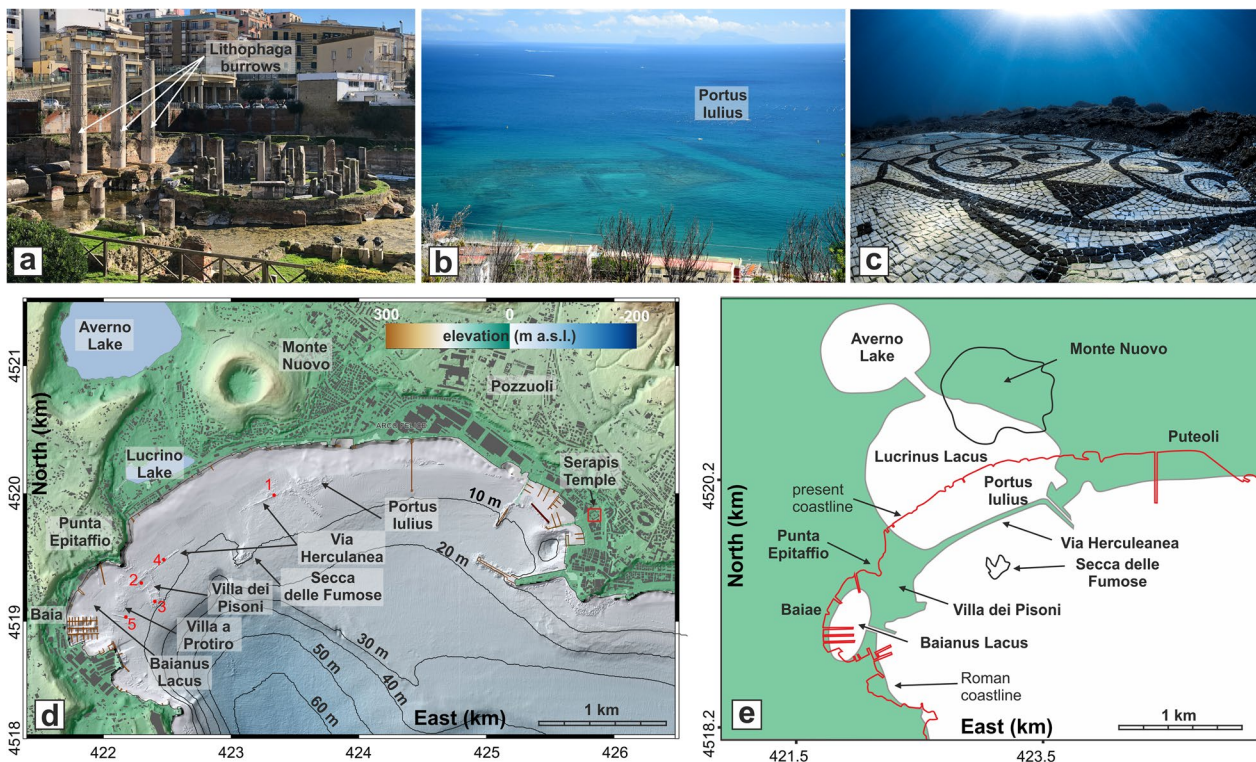 Lithophaga
burrows
a
Portus
Iulius
b
c
Averno
Lake
Monte
Nuovo
300
0
-200
elevation (m a.s.l.)
Pozzuoli
Lucrino
Lake
Serapis
Temple
Punta
Epitaffio
1
Portus
Iulius
10 m
Via
Herculanea
20 m
4
2
3
5
Secca
delle Fumose
Villa dei
Pisoni
Baia
Villa a
Protiro
Baianus
Lacus
30 m
40 m
50 m
60 m
d
East (km)
1 km
North (km)
4521
4520
4519
4518
422
423
424
425
426
Averno
Lake
Monte Nuovo
Lucrinus Lacus
Puteoli
present
coastline
Portus
Iulius
Punta
Epitaffio
Via Herculeanea
Secca delle
Fumose
Villa dei Pisoni
Baiae
Baianus Lacus
Roman
coastline
e
East (km)
1 km
North (km)
4520.2
4518.2
421.5
423.5